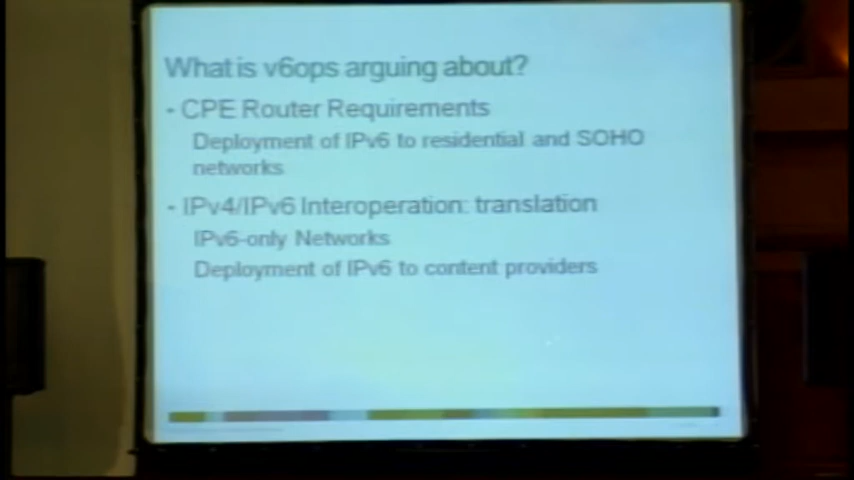 What is v6ops arguing about?
- CPE Router Requirements
Deployment of IPv6 to residential and SOHO
networks
- IPv4/IPv6 Interoperation: translation
IPv6-only Networks
Deployment of IPv6 to content providers